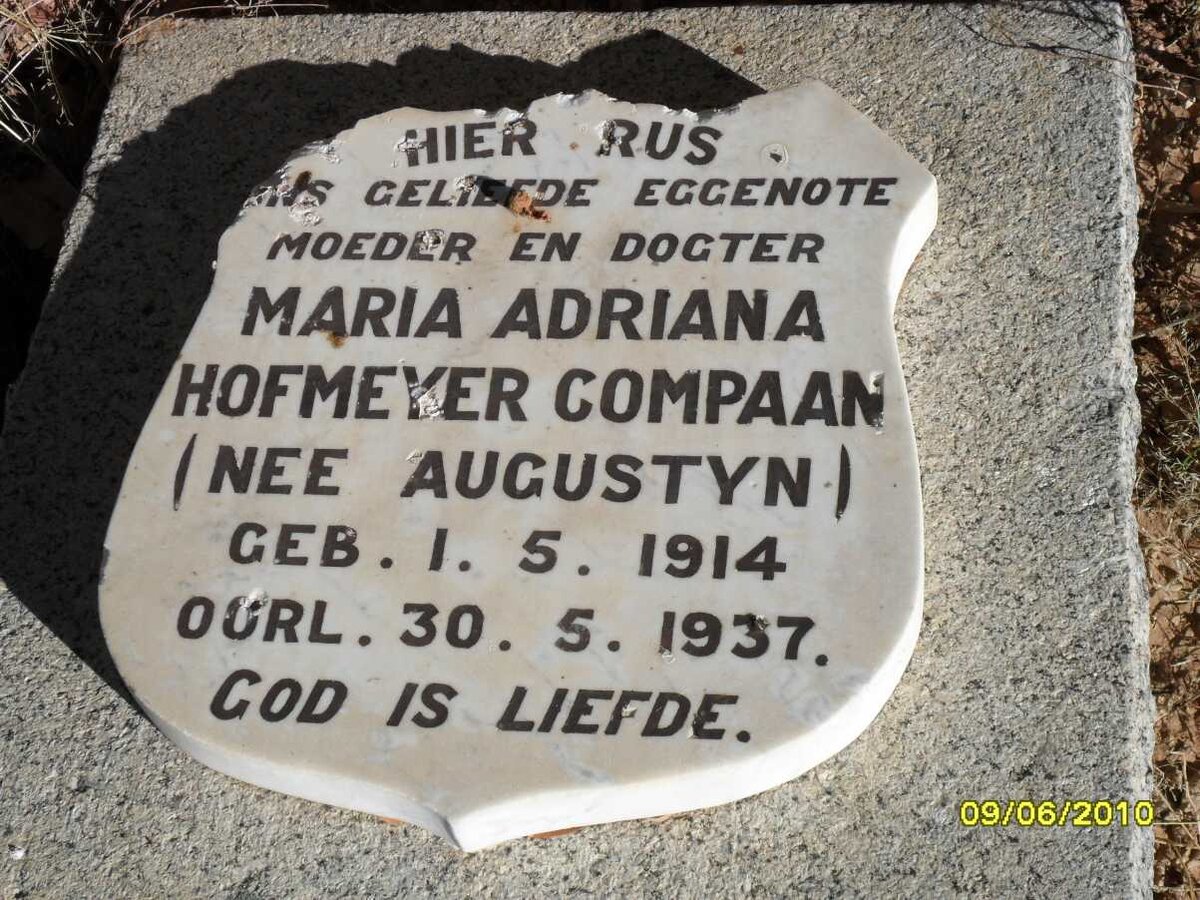 HIER RUS
ONS GELIEFDE EGGENOTE
MOEDER EN DOGTER
MARIA ADRIANA
HOFMEYER COMPAAN
(NEE AUGUSTYN)
GEB. 1. 5. 1914
OORL. 30. 5. 1937.
GOD IS LIEFDE.
09/06/2010